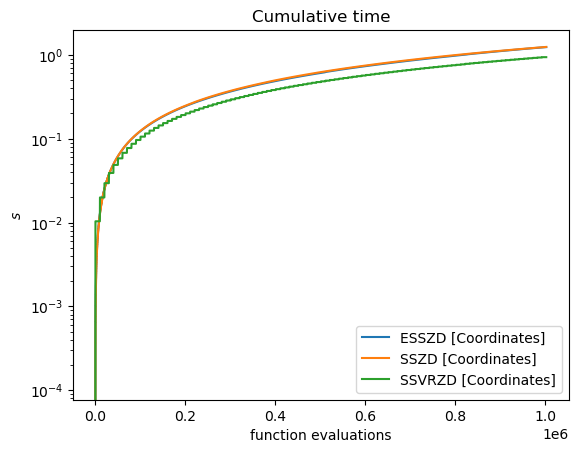 Cumulative time
10⁰
10⁻¹
10⁻²
10⁻³
10⁻⁴
s
ESSZD [Coordinates]
SSZD [Coordinates]
SSVRZD [Coordinates]
0.0 0.2 0.4 0.6 0.8 1.0
1e6
function evaluations